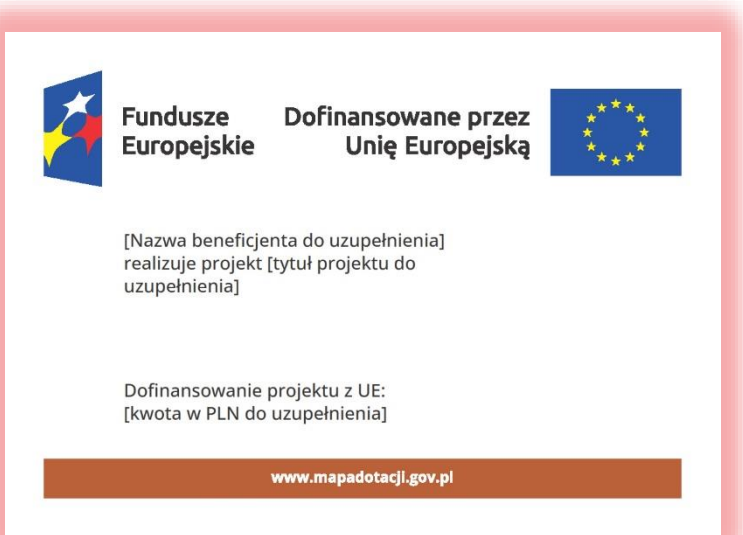 Fundusze
Europejskie
Dofinansowane przez
Unię Europejską
[Nazwa beneficjenta do uzupełnienia]
realizuje projekt [tytuł projektu do
uzupełnienia]
Dofinansowanie projektu z UE:
[kwota w PLN do uzupełnienia]
www.mapadotacji.gov.pl